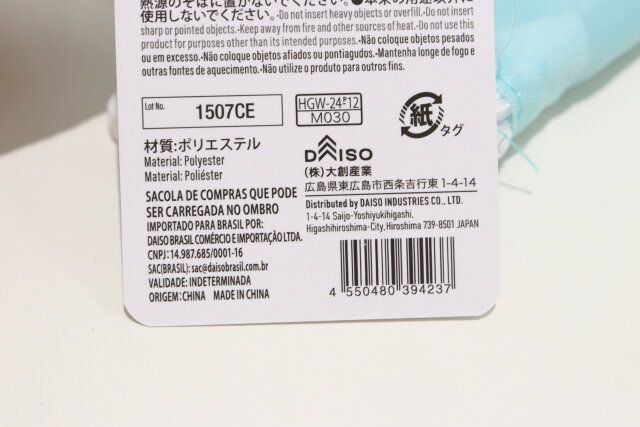 熱源のそばに置かないでください。●本来の用途以外に
使用しないでください。•Do not insert heavy objects or overfill.•Do not insert
sharp or pointed objects.•Keep away from fire and other sources of heat.•Do not use this
product for purposes other than its intended purposes.•Não coloque objetos pesados
ou em excesso.•Não coloque objetos afiados ou pontiagudos.•Mantenha longe de fogo e
outras fontes de aquecimento.•Não utilize o produto para outros fins.
Lot No. 1507CE
HGW-24-P12
M030
紙
タグ
材質:ポリエステル
Material: Polyester
Material: Poliéster
SACOLA DE COMPRAS QUE PODE
SER CARREGADA NO OMBRO
IMPORTADO PARA BRASIL POR:
DAISO BRASIL COMÉRCIO E IMPORTAÇÃO LTDA.
CNPJ: 14.987.685/0001-16
SAC(BRASIL): sac@daisobrasil.com.br
VALIDADE: INDETERMINADA
ORIGEM: CHINA MADE IN CHINA
DAISO
(株)大創産業
広島県東広島市西条吉行東1-4-14
Distributed by DAISO INDUSTRIES CO., LTD.
1-4-14 Saijo-Yoshiyukihigashi,
Higashihiroshima-City, Hiroshima 739-8501 JAPAN
4 550480 394237